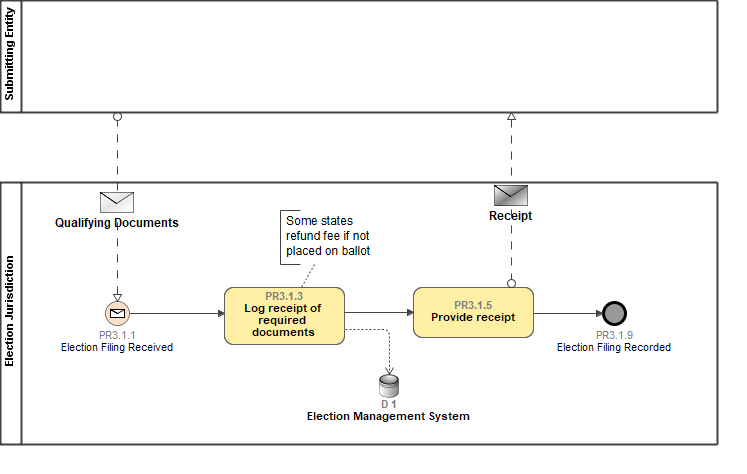 Submitting Entity
Qualifying Documents
Receipt
Some states
refund fee if not
placed on ballot
Election Jurisdiction
PR3.1.1
Election Filing Received
PR3.1.3
Log receipt of
required
documents
PR3.1.5
Provide receipt
PR3.1.9
Election Filing Recorded
D 1
Election Management System